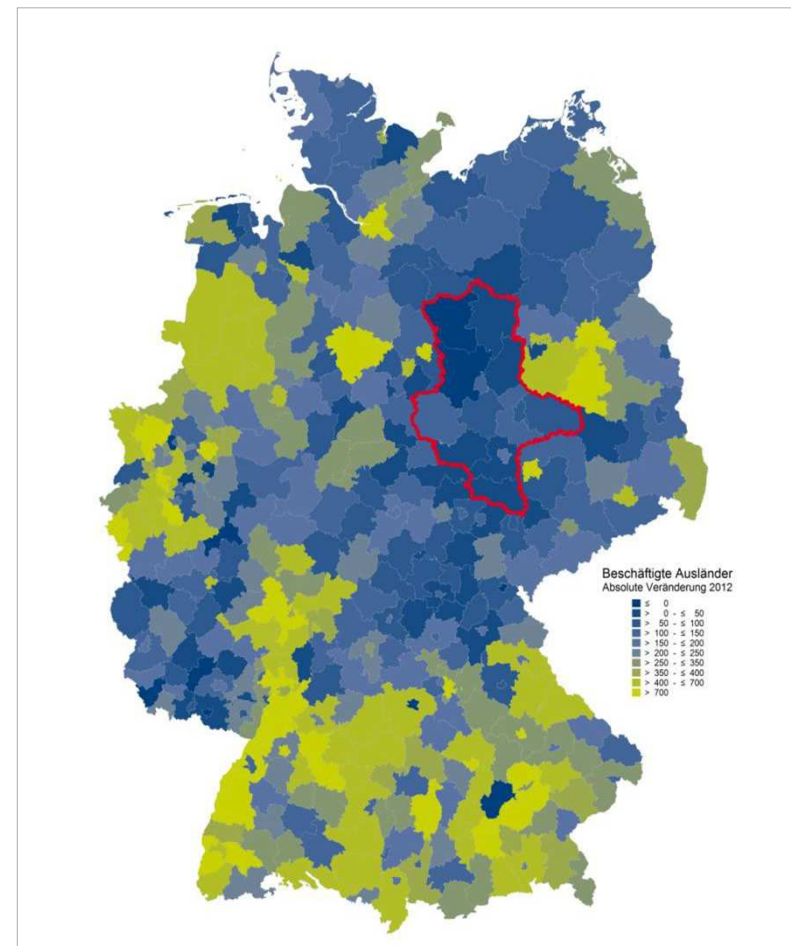 Beschäftigte Ausländer
Absolute Veränderung 2012
≤ 0
> 0 - ≤ 50
> 50 - ≤ 100
> 100 - ≤ 150
> 150 - ≤ 200
> 200 - ≤ 250
> 250 - ≤ 350
> 350 - ≤ 400
> 400 - ≤ 700
> 700